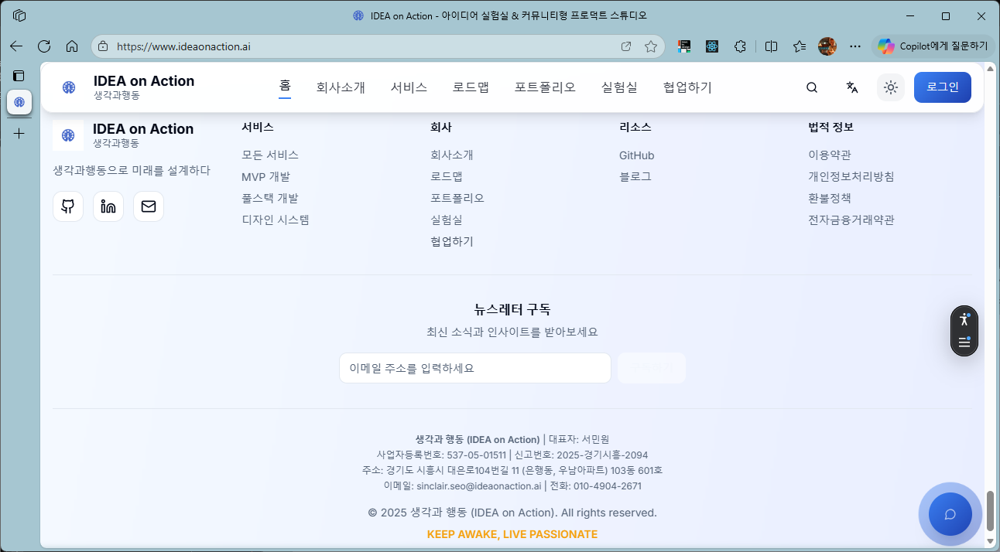 IDEA on Action - 아이디어 실험실 & 커뮤니티형 프로덕트 스튜디오
https://www.ideaonaction.ai
Copilot에게 질문하기
IDEA on Action
생각과행동
홈
회사소개
서비스
로드맵
포트폴리오
실험실
협업하기
로그인
IDEA on Action
생각과행동
생각과행동으로 미래를 설계하다
서비스
모든 서비스
MVP 개발
풀스택 개발
디자인 시스템
회사
회사소개
로드맵
포트폴리오
실험실
협업하기
리소스
GitHub
블로그
법적 정보
이용약관
개인정보처리방침
환불정책
전자금융거래약관
뉴스레터 구독
최신 소식과 인사이트를 받아보세요
이메일 주소를 입력하세요
생각과 행동 (IDEA on Action) | 대표자: 서민원
사업자등록번호: 537-05-01511 | 신고번호: 2025-경기시흥-2094
주소: 경기도 시흥시 대은로104번길 11 (은행동, 우남아파트) 103동 601호
이메일: sinclair.seo@ideaonaction.ai | 전화: 010-4904-2671
© 2025 생각과 행동 (IDEA on Action). All rights reserved.
KEEP AWAKE, LIVE PASSIONATE